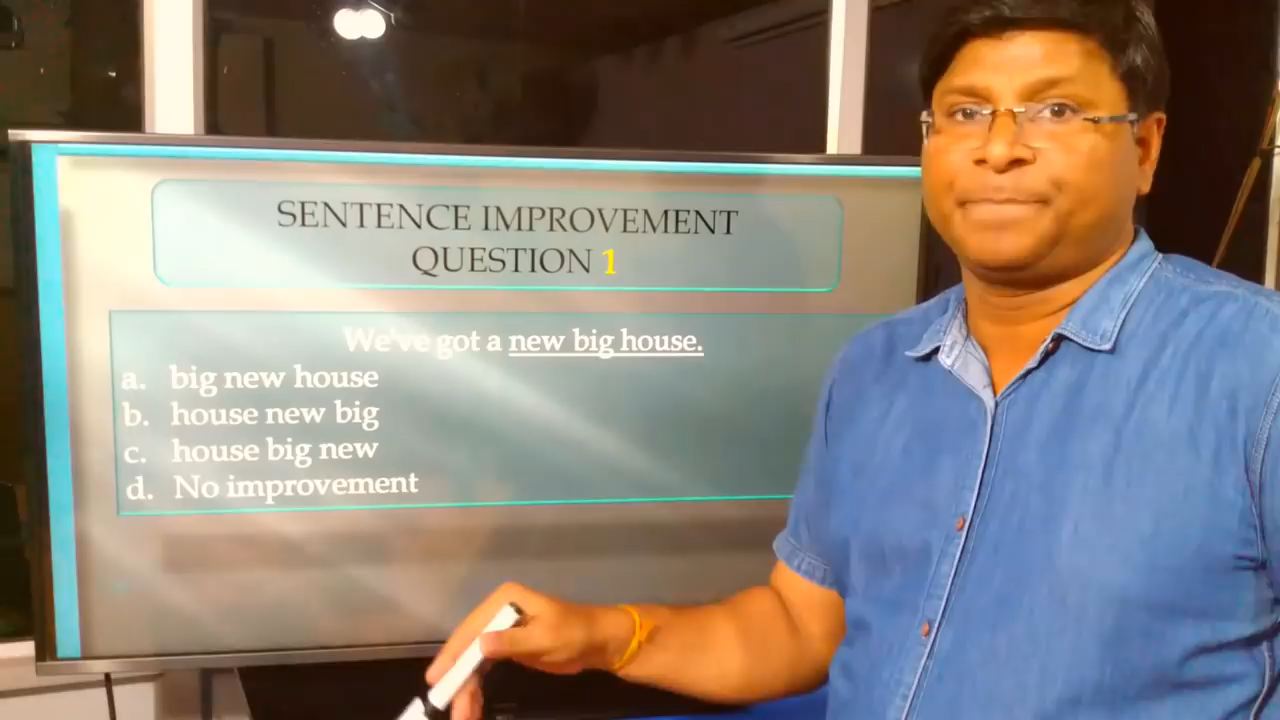 SENTENCE IMPROVEMENT
QUESTION 1
We've got a new big house.
a. big new house
b. house new big
c. house big new
d. No improvement